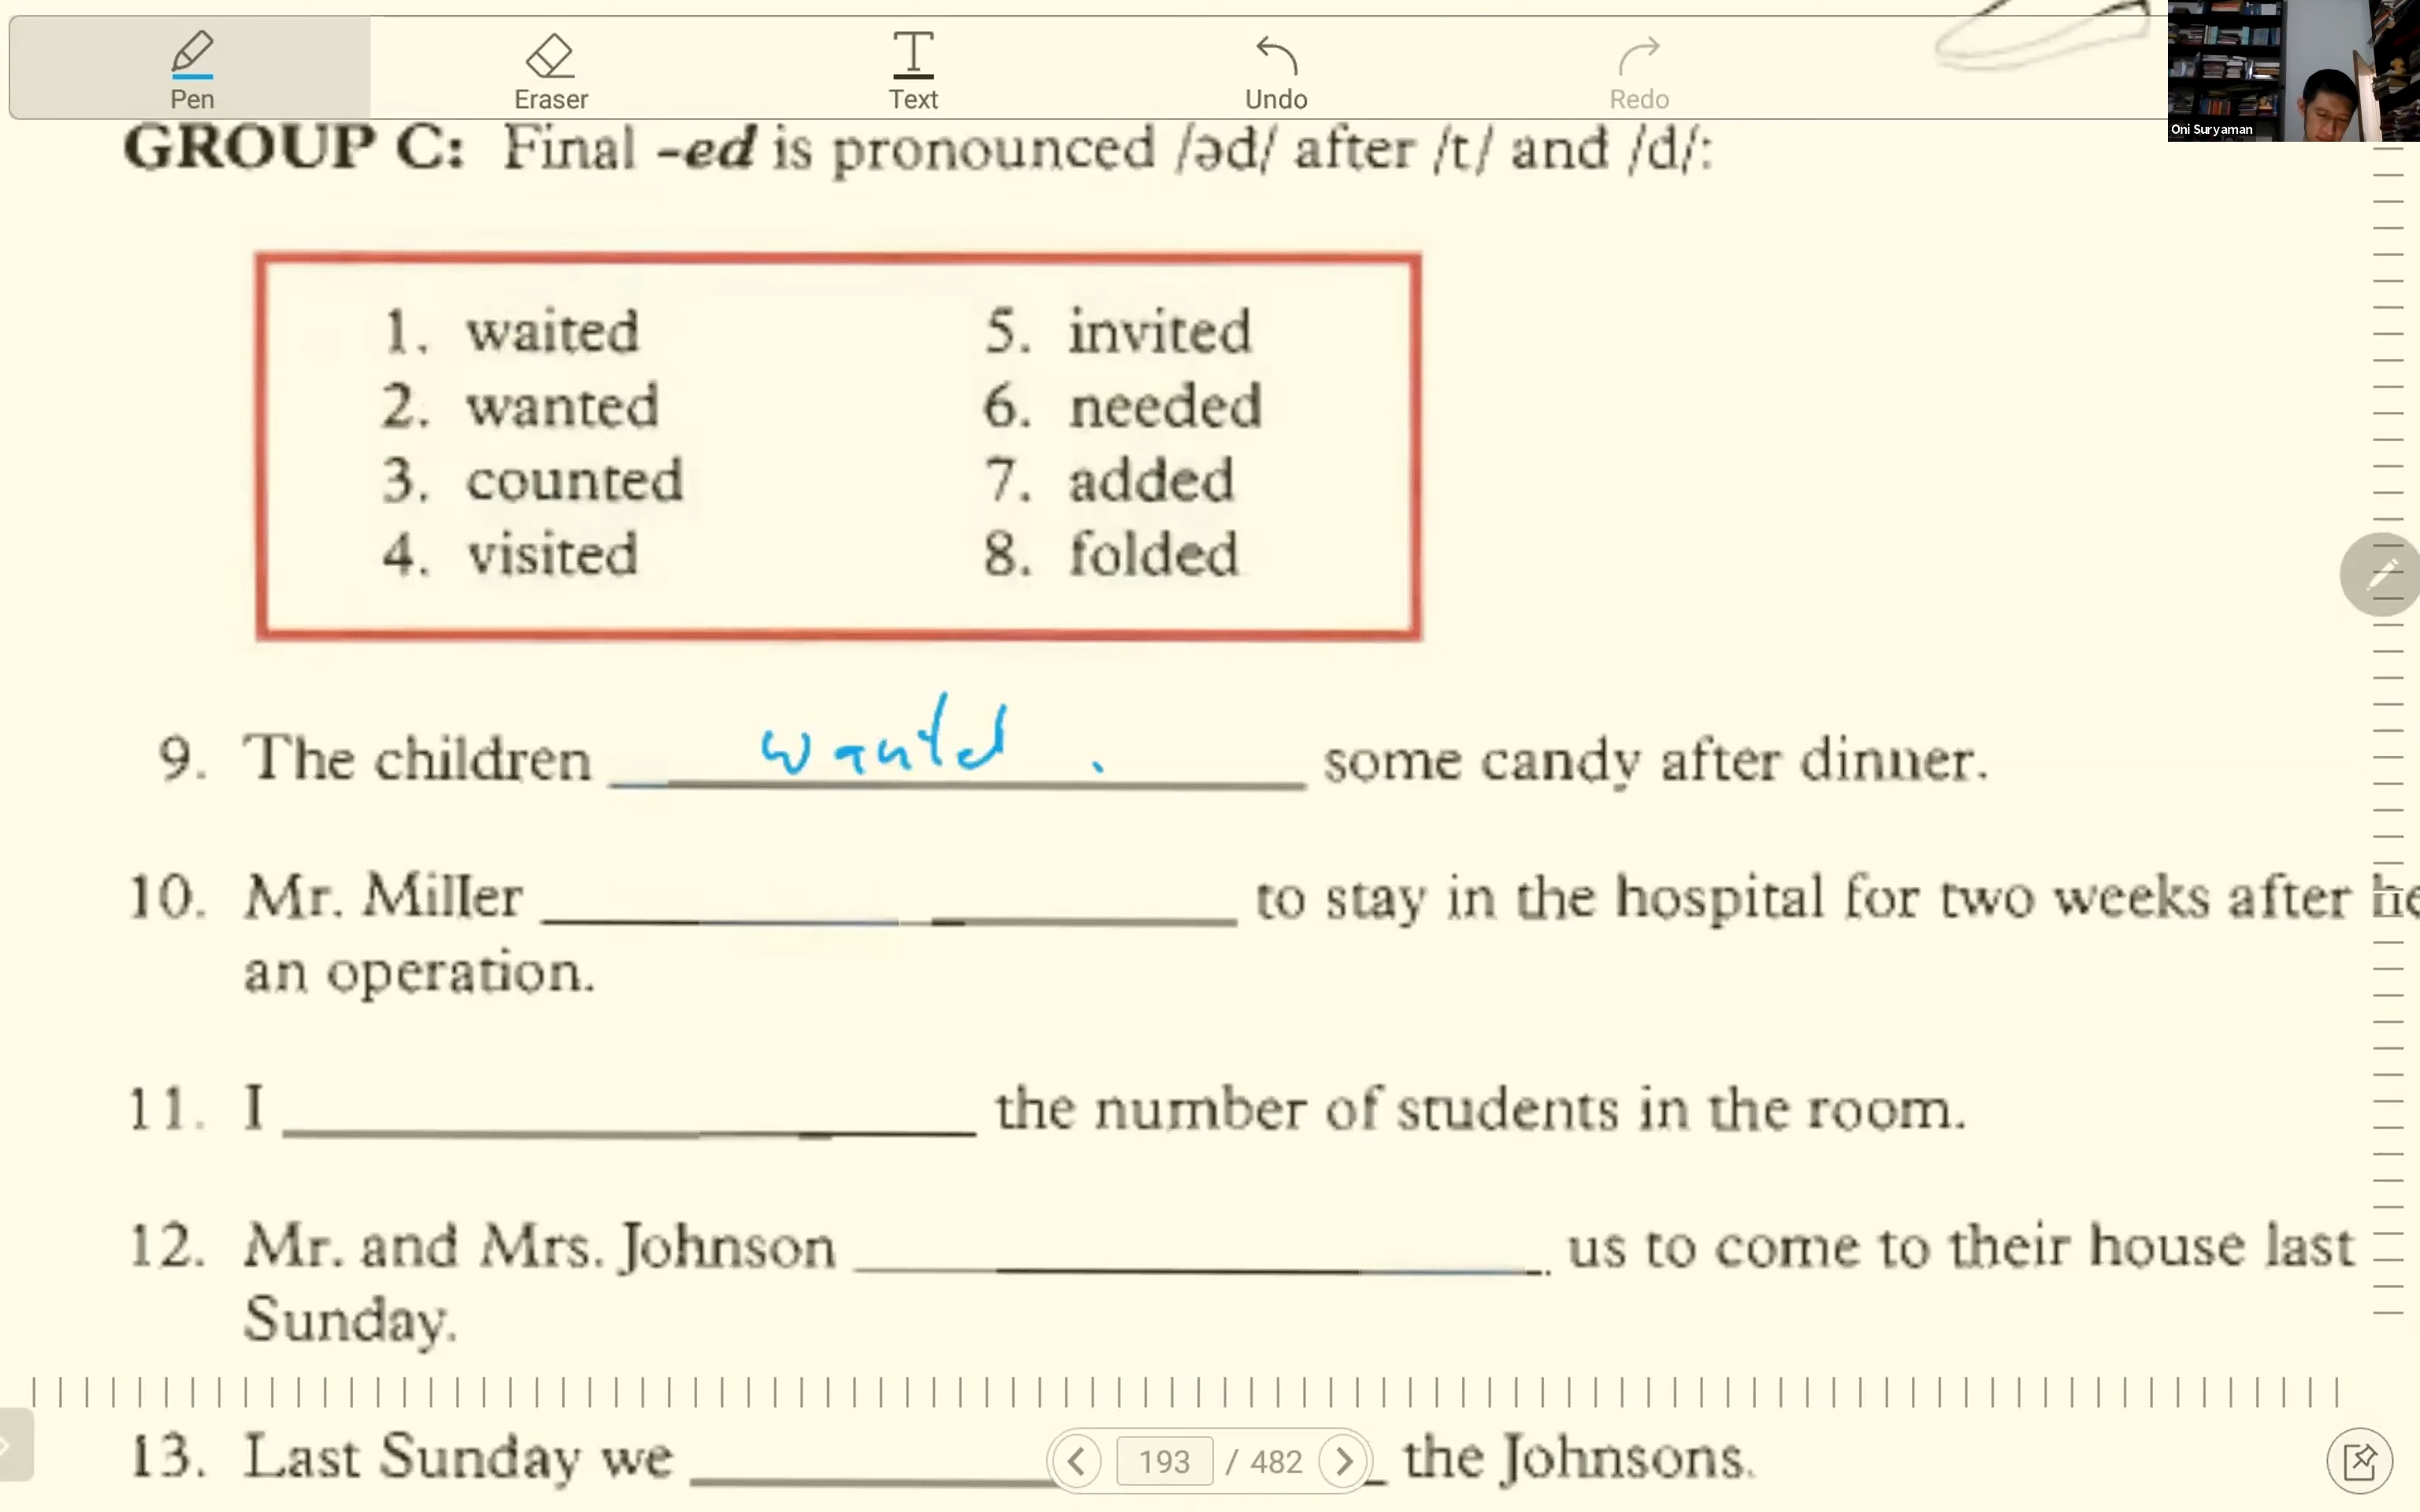 Pen Eraser Text Undo Redo
Oni Suryaman
GROUP C: Final -ed is pronounced /əd/ after /t/ and /d/:
1. waited 5. invited
2. wanted 6. needed
3. counted 7. added
4. visited 8. folded
9. The children wanted some candy after dinner.
10. Mr. Miller to stay in the hospital for two weeks after he
an operation.
11. I the number of students in the room.
12. Mr. and Mrs. Johnson us to come to their house last
Sunday.
13. Last Sunday we the Johnsons.
193 / 482